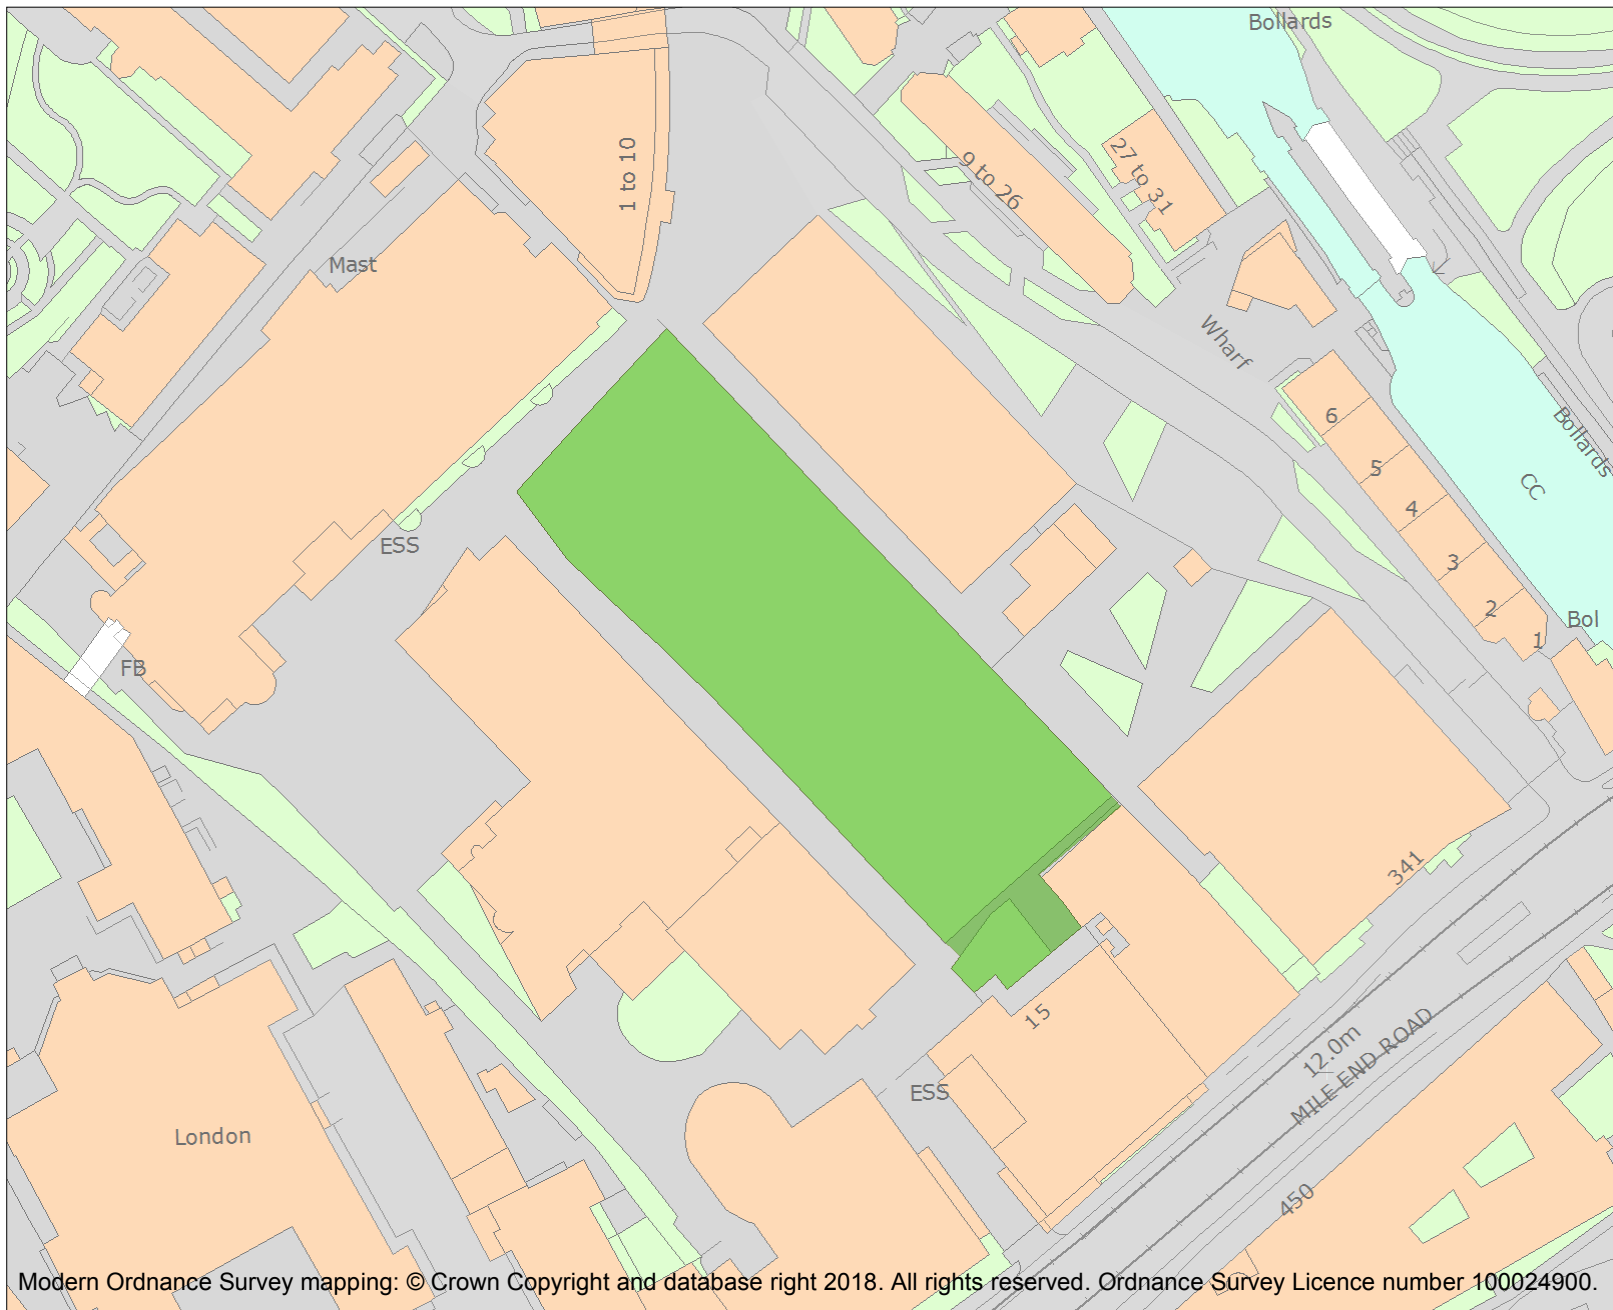 Bollards
1 to 10
9 to 26
27 to 31
Mast
Wharf
6
5
4
3
2
1
CC
Bollards
Bol
ESS
FB
341
15
12.0m
MILE END ROAD
ESS
London
450
Modern Ordnance Survey mapping: © Crown Copyright and database right 2018. All rights reserved. Ordnance Survey Licence number 100024900.